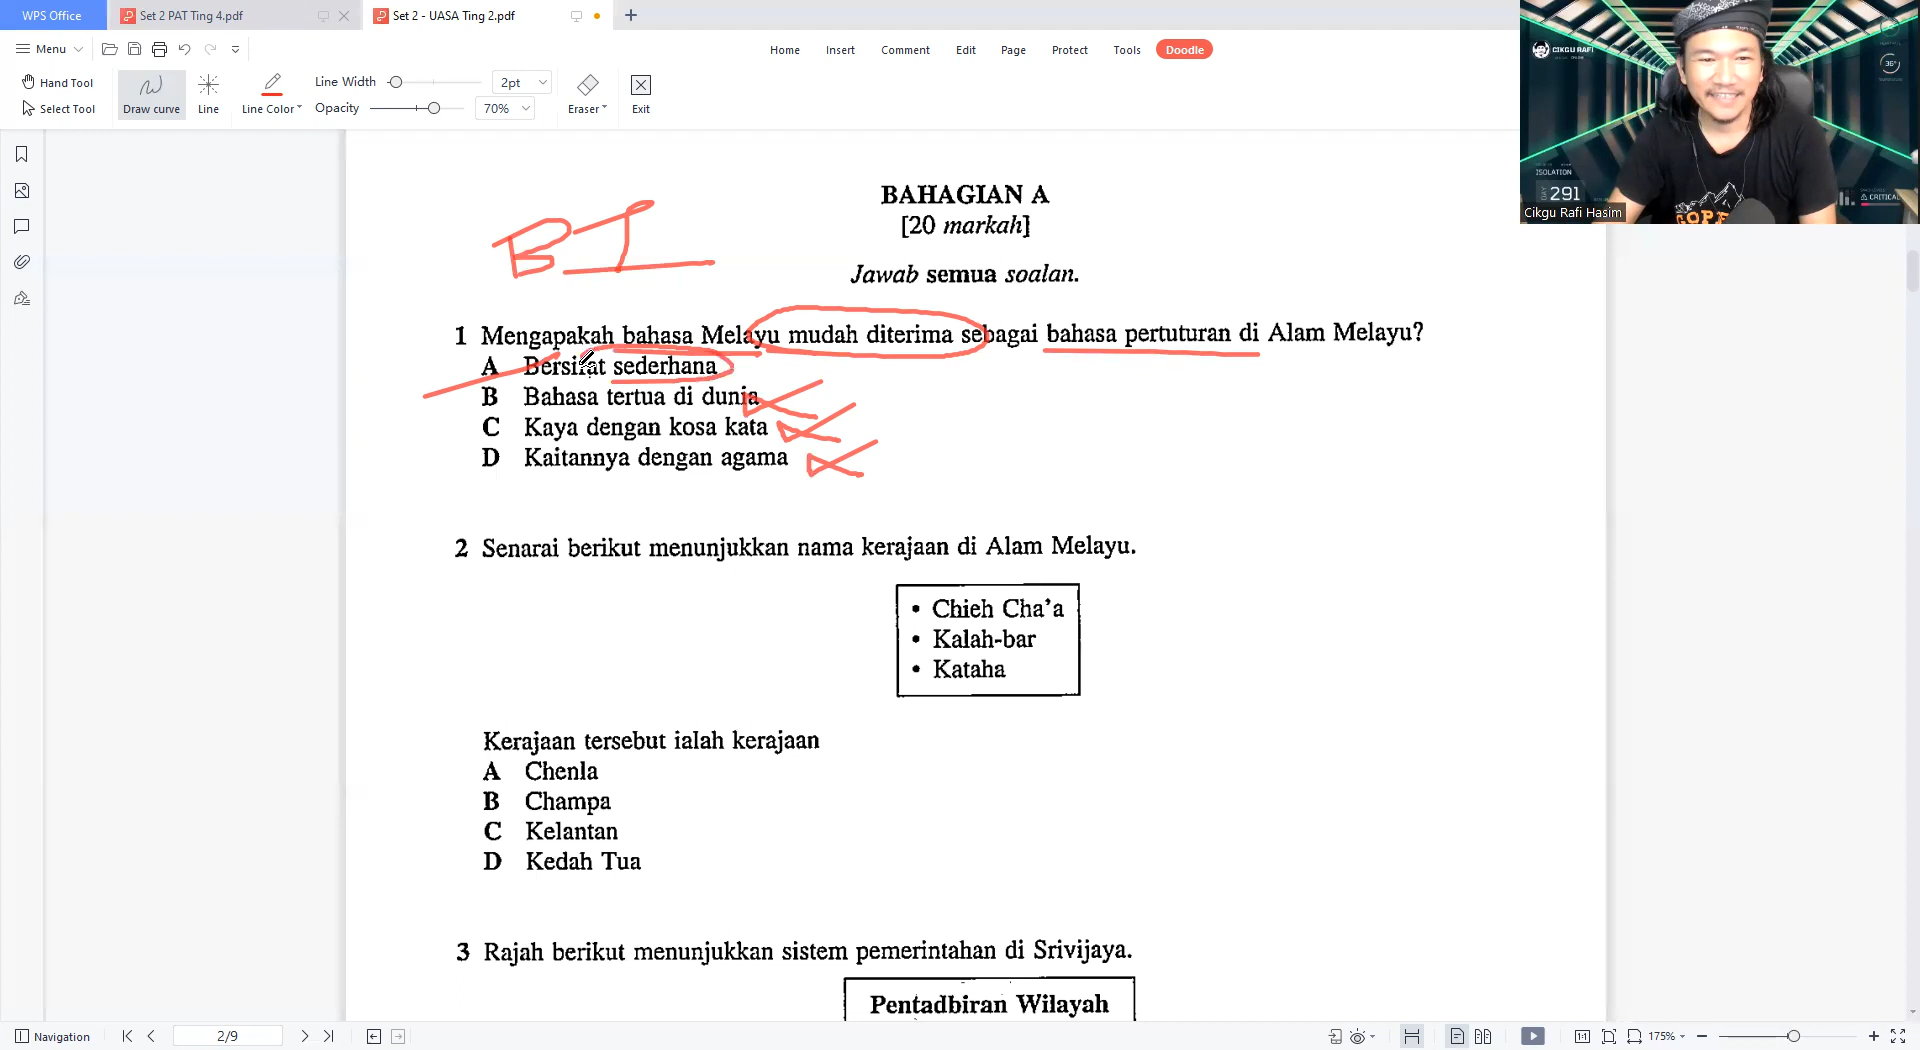 WPS Office
Set 2 PAT Ting 4.pdf
Set 2 - UASA Ting 2.pdf
Menu
Home
Insert
Comment
Edit
Page
Protect
Tools
Doodle
Hand Tool
Select Tool
Draw curve
Line
Line Color
Line Width
2pt
Opacity
70%
Eraser
Exit
CIKGU RAFI
36°
ISOLATION
DAY 291
CRITICAL
Cikgu Rafi Hasim
BAHAGIAN A
[20 markah]
BI
Jawab semua soalan.
1 Mengapakah bahasa Melayu mudah diterima sebagai bahasa pertuturan di Alam Melayu?
A Bersifat sederhana
B Bahasa tertua di dunia
C Kaya dengan kosa kata
D Kaitannya dengan agama
2 Senarai berikut menunjukkan nama kerajaan di Alam Melayu.
• Chieh Cha'a
• Kalah-bar
• Kataha
Kerajaan tersebut ialah kerajaan
A Chenla
B Champa
C Kelantan
D Kedah Tua
3 Rajah berikut menunjukkan sistem pemerintahan di Srivijaya.
Pentadbiran Wilayah
Navigation
2/9
175%